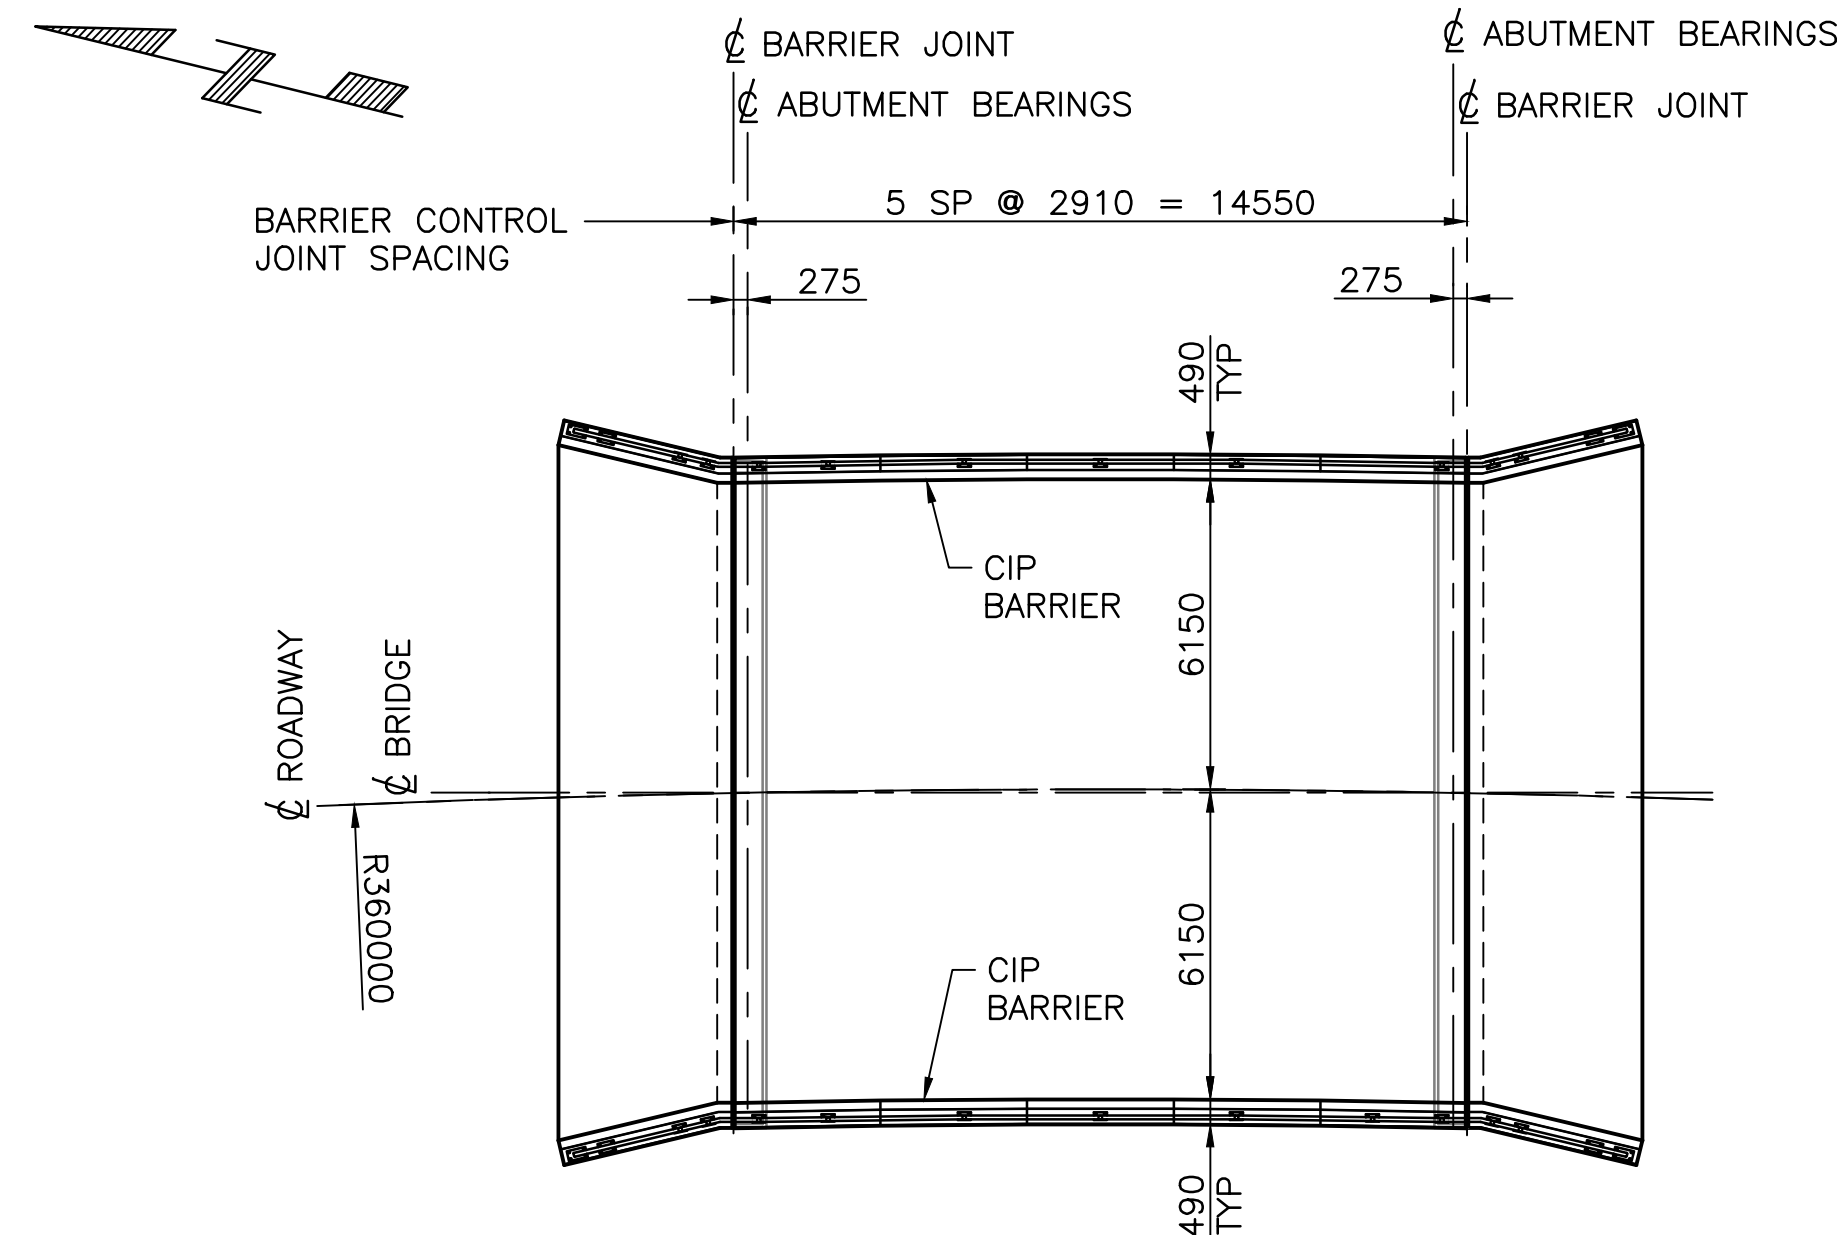 ℄ BARRIER JOINT
℄ ABUTMENT BEARINGS
℄ ABUTMENT BEARINGS
℄ BARRIER JOINT
BARRIER CONTROL
JOINT SPACING
5 SP @ 2910 = 14550
275
275
490
TYP
CIP
BARRIER
6150
℄ ROADWAY
℄ BRIDGE
R360000
6150
CIP
BARRIER
490
TYP